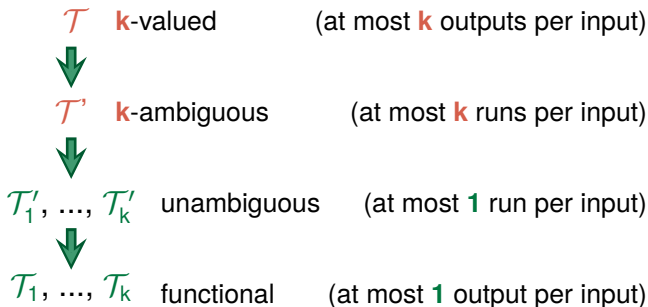 𝒯 k-valued (at most k outputs per input)
𝒯' k-ambiguous (at most k runs per input)
𝒯′₁, ..., 𝒯′ₖ unambiguous (at most 1 run per input)
𝒯₁, ..., 𝒯ₖ functional (at most 1 output per input)